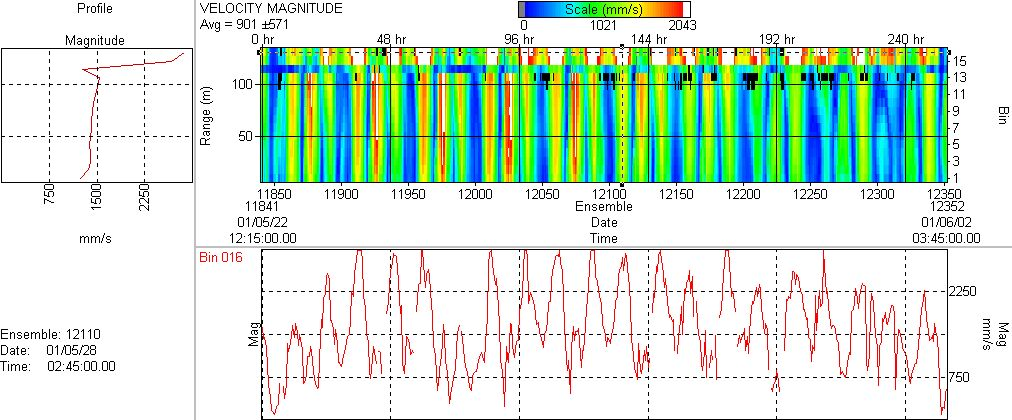 Profile
Magnitude
750 1500 2250
mm/s
Ensemble: 12110
Date: 01/05/28
Time: 02:45:00.00
VELOCITY MAGNITUDE
Avg = 901 ±571
Scale (mm/s)
0 1021 2043
0 hr 48 hr 96 hr 144 hr 192 hr 240 hr
Range (m)
100
50
15
13
11
9
7
5
3
1
Bin
11850 11900 11950 12000 12050 12100 12150 12200 12250 12300 12350
11841 Ensemble 12352
01/05/22 Date 01/06/02
12:15:00.00 Time 03:45:00.00
Bin 016
Mag
2250
750
Mag
mm/s